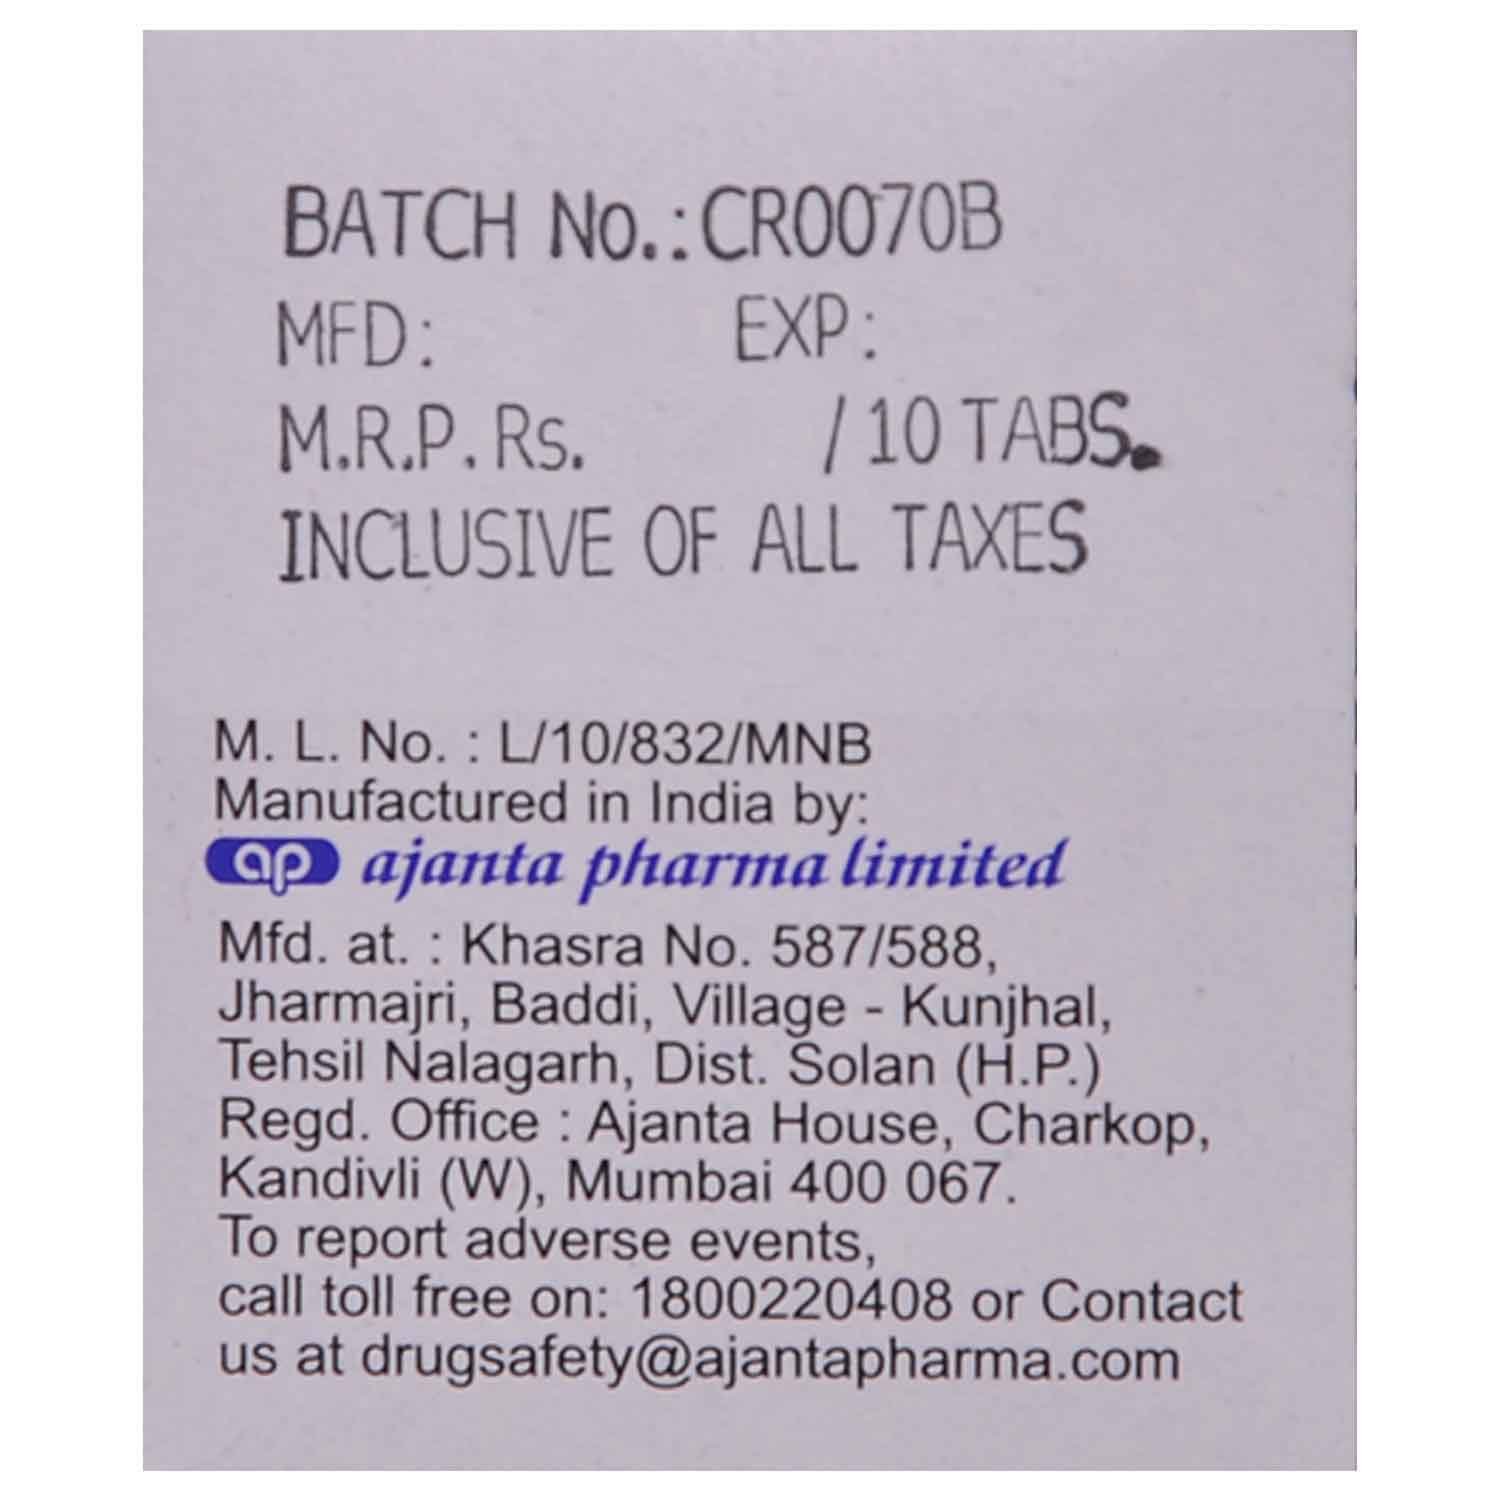 BATCH No.:CR0070B
MFD: EXP:
M.R.P. Rs. / 10 TABS.
INCLUSIVE OF ALL TAXES
M. L. No. : L/10/832/MNB
Manufactured in India by:
ap ajanta pharma limited
Mfd. at. : Khasra No. 587/588,
Jharmajri, Baddi, Village - Kunjhal,
Tehsil Nalagarh, Dist. Solan (H.P.)
Regd. Office : Ajanta House, Charkop,
Kandivli (W), Mumbai 400 067.
To report adverse events,
call toll free on: 1800220408 or Contact
us at drugsafety@ajantapharma.com